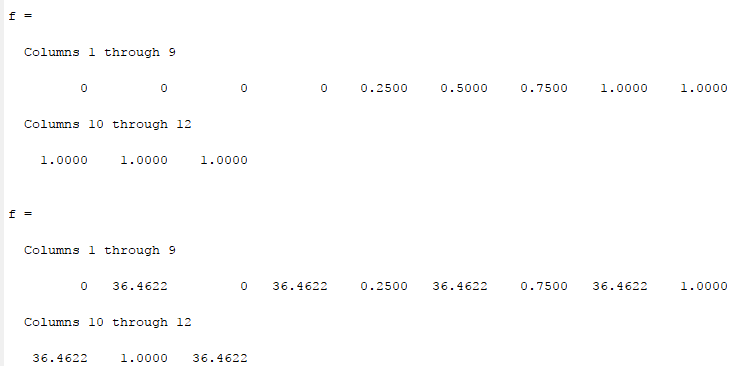 f =
Columns 1 through 9
0 0 0 0 0.2500 0.5000 0.7500 1.0000 1.0000
Columns 10 through 12
1.0000 1.0000 1.0000
f =
Columns 1 through 9
0 36.4622 0 36.4622 0.2500 36.4622 0.7500 36.4622 1.0000
Columns 10 through 12
36.4622 1.0000 36.4622